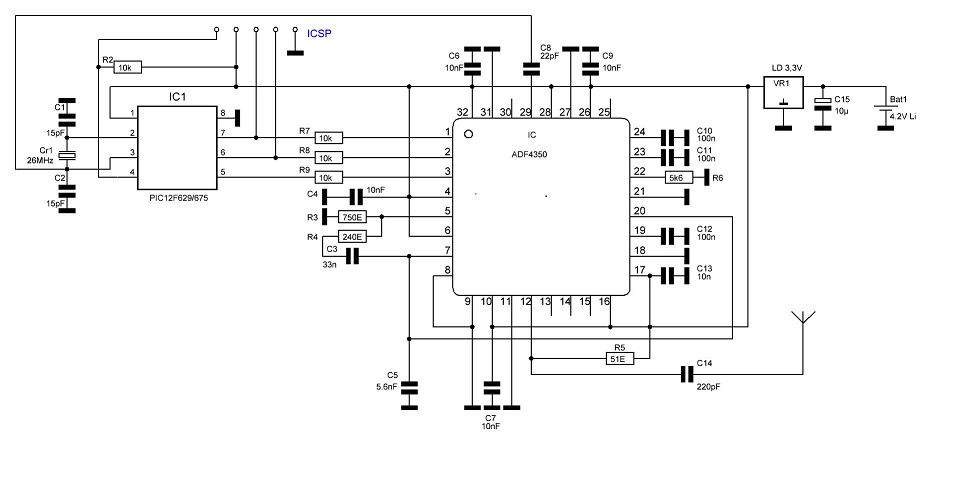 ICSP
C6
10nF
C8
22pF
C9
10nF
LD 3,3V
R2
10k
IC1
VR1
C15
10µ
Bat1
4.2V Li
C1
15pF
Cr1
26MHz
C2
15pF
1
2
3
4
8
7
6
5
PIC12F629/675
R7
10k
R8
10k
R9
10k
C4
10nF
R3
750E
R4
240E
C3
33n
32
31
30
29
28
27
26
25
IC
ADF4350
1
2
3
4
5
6
7
8
24
23
22
21
20
19
18
17
9
10
11
12
13
14
15
16
C10
100n
C11
100n
5k6
R6
C12
100n
C13
10n
R5
51E
C14
220pF
C5
5.6nF
C7
10nF